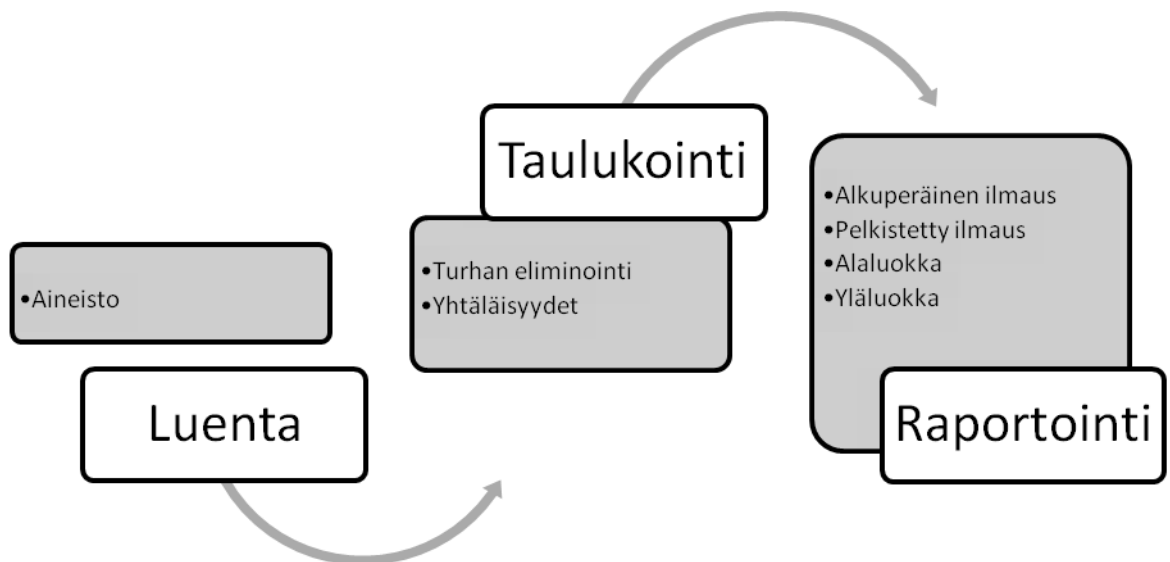 •Aineisto
Luenta
Taulukointi
•Turhan eliminointi
•Yhtäläisyydet
•Alkuperäinen ilmaus
•Pelkistetty ilmaus
•Alaluokka
•Yläluokka
Raportointi